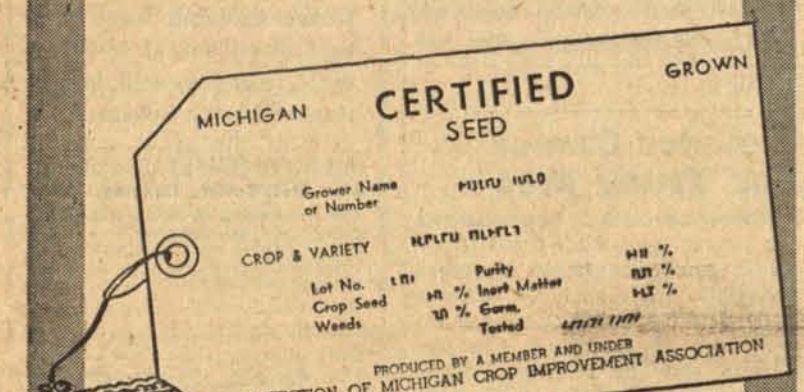 MICHIGAN CERTIFIED GROWN
SEED
Grower Name
or Number
CROP & VARIETY
Lot No. Purity %
Crop Seed % Inert Matter %
Weeds % Germ. %
Tested
PRODUCED BY A MEMBER AND UNDER
OF MICHIGAN CROP IMPROVEMENT ASSOCIATION